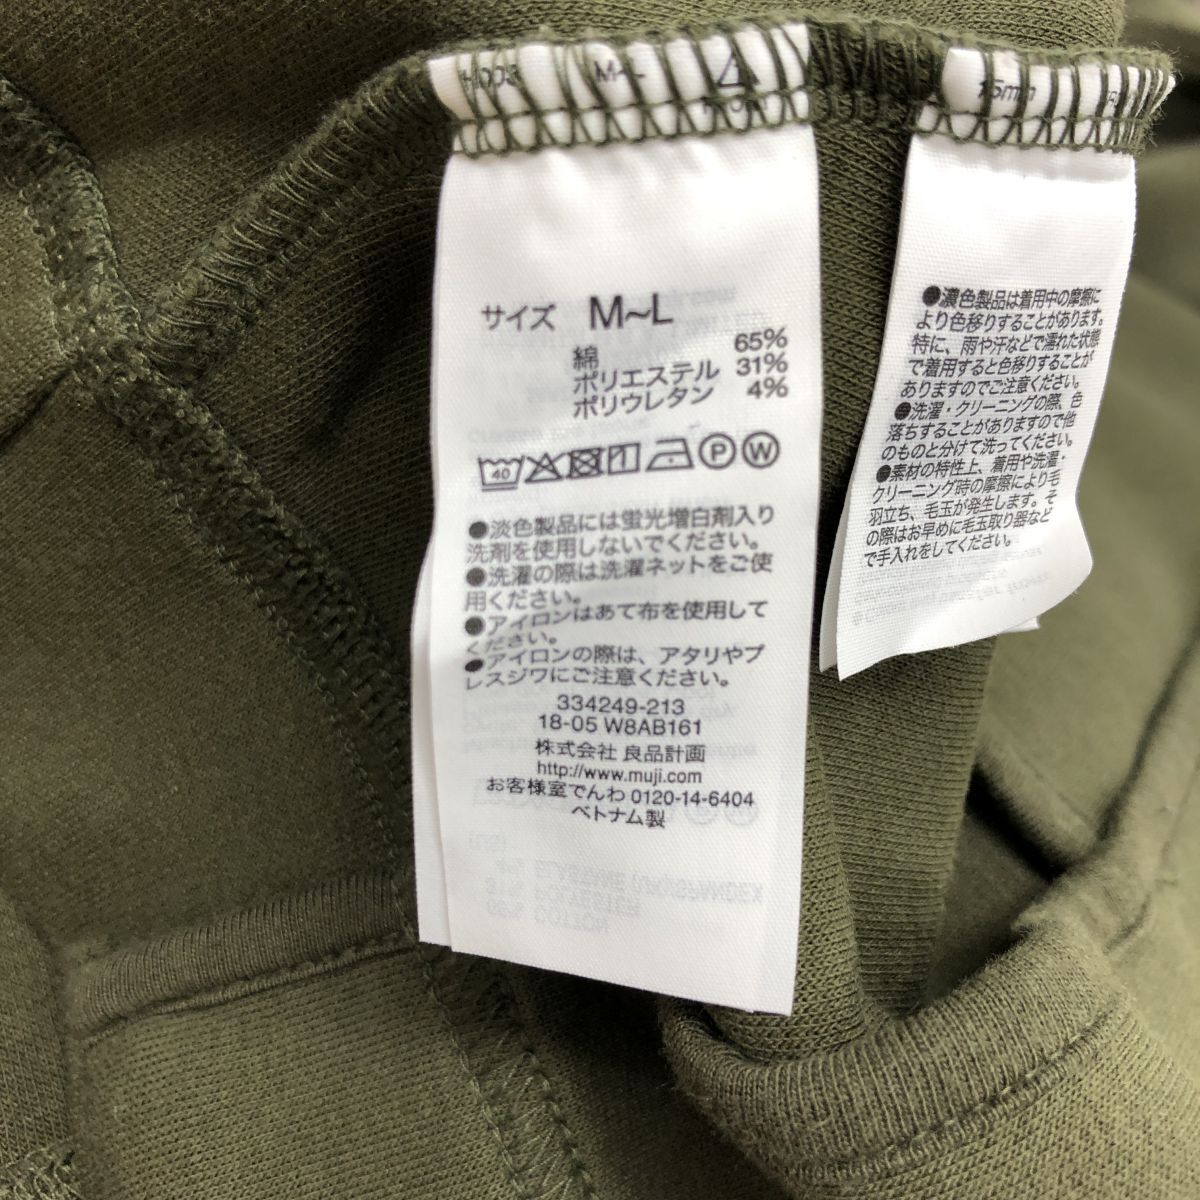 サイズ M~L
綿 65%
ポリエステル 31%
ポリウレタン 4%
40 P W
●淡色製品には蛍光増白剤入り
洗剤を使用しないでください。
●洗濯の際は洗濯ネットをご使
用ください。
●アイロンはあて布を使用して
ください。
●アイロンの際は、アタリやプ
レスジワにご注意ください。
334249-213
18-05 W8AB161
株式会社 良品計画
http://www.muji.com
お客様室でんわ 0120-14-6404
ベトナム製
15mm
●濃色製品は着用中の摩擦に
より色移りすることがあります。
特に、雨や汗などで濡れた状態
で着用すると色移りすることが
ありますのでご注意ください。
●洗濯・クリーニングの際、色
落ちすることがありますので他
のものと分けて洗ってください。
●素材の特性上、着用や洗濯・
クリーニング時の摩擦により毛
羽立ち、毛玉が発生します。そ
の際はお早めに毛玉取り器など
で手入れをしてください。